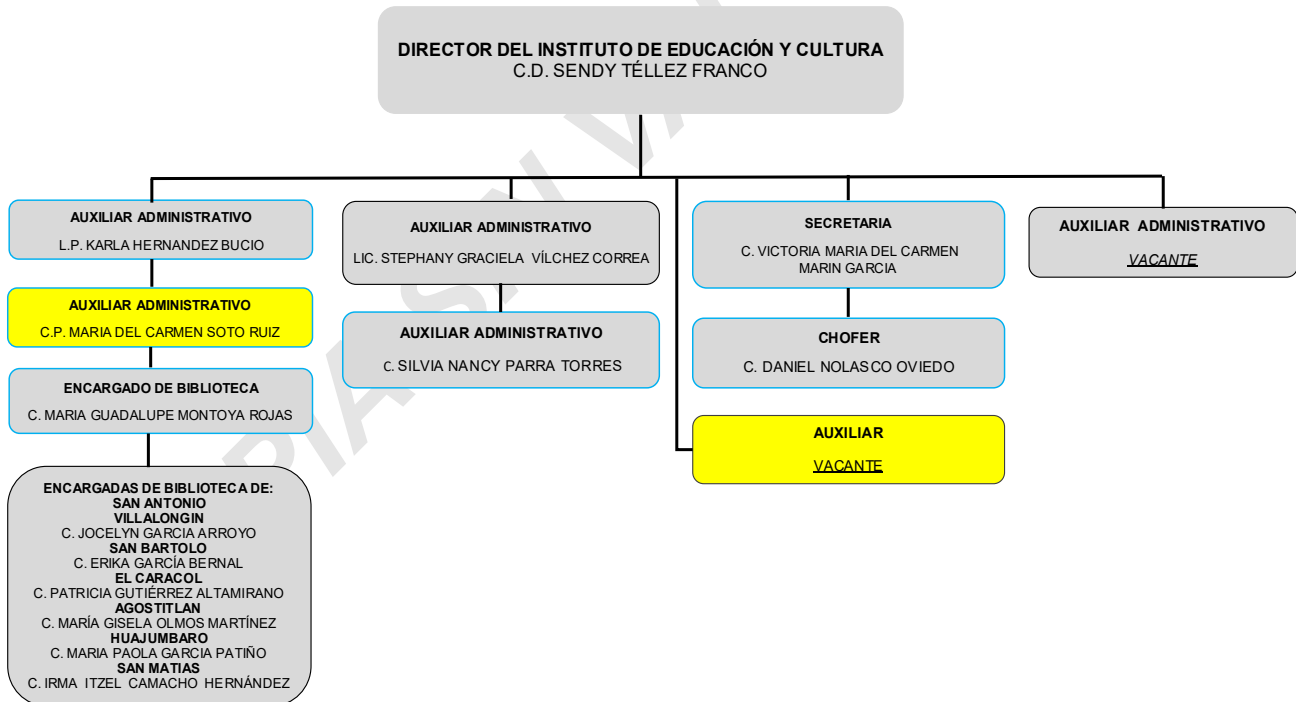 DIRECTOR DEL INSTITUTO DE EDUCACIÓN Y CULTURA
C.D. SENDY TÉLLEZ FRANCO
AUXILIAR ADMINISTRATIVO
L.P. KARLA HERNANDEZ BUCIO
AUXILIAR ADMINISTRATIVO
C.P. MARIA DEL CARMEN SOTO RUIZ
ENCARGADO DE BIBLIOTECA
C. MARIA GUADALUPE MONTOYA ROJAS
ENCARGADAS DE BIBLIOTECA DE:
SAN ANTONIO
VILLALONGIN
C. JOCELYN GARCIA ARROYO
SAN BARTOLO
C. ERIKA GARCÍA BERNAL
EL CARACOL
C. PATRICIA GUTIÉRREZ ALTAMIRANO
AGOSTITLAN
C. MARÍA GISELA OLMOS MARTÍNEZ
HUAJUMBARO
C. MARIA PAOLA GARCIA PATIÑO
SAN MATIAS
C. IRMA ITZEL CAMACHO HERNÁNDEZ
AUXILIAR ADMINISTRATIVO
LIC. STEPHANY GRACIELA VÍLCHEZ CORREA
AUXILIAR ADMINISTRATIVO
C. SILVIA NANCY PARRA TORRES
SECRETARIA
C. VICTORIA MARIA DEL CARMEN
MARIN GARCIA
CHOFER
C. DANIEL NOLASCO OVIEDO
AUXILIAR
VACANTE
AUXILIAR ADMINISTRATIVO
VACANTE